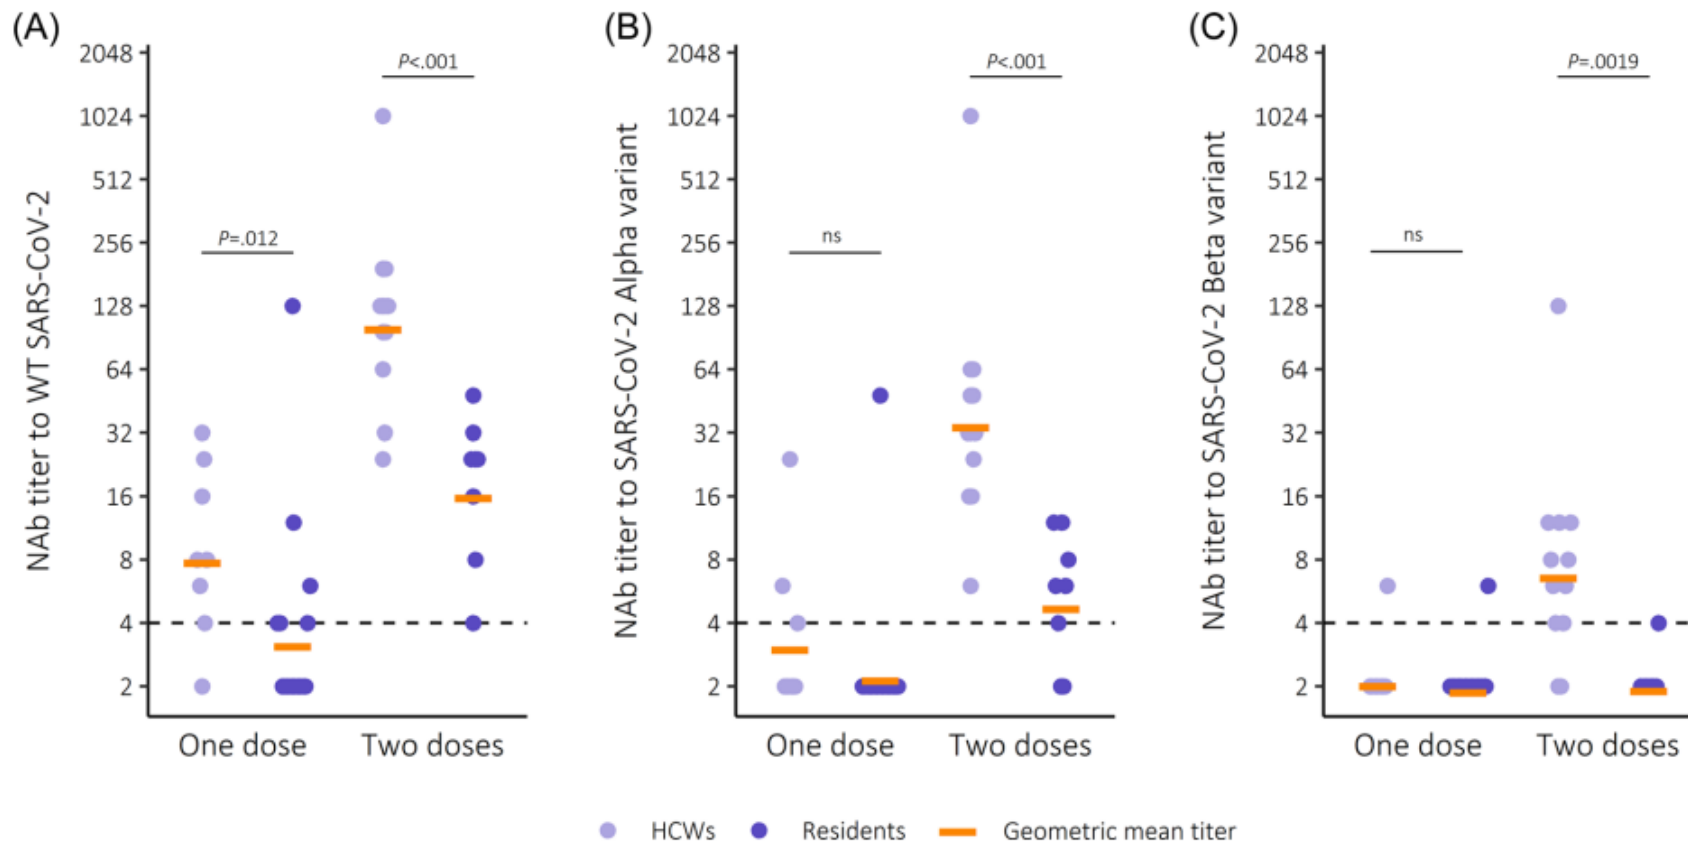 (A)
NAb titer to WT SARS-CoV-2
2048
1024
512
256
128
64
32
16
8
4
2
P=.012
P<.001
One dose
Two doses
(B)
NAb titer to SARS-CoV-2 Alpha variant
2048
1024
512
256
128
64
32
16
8
4
2
ns
P<.001
One dose
Two doses
(C)
NAb titer to SARS-CoV-2 Beta variant
2048
1024
512
256
128
64
32
16
8
4
2
ns
P=.0019
One dose
Two doses
HCWs
Residents
Geometric mean titer